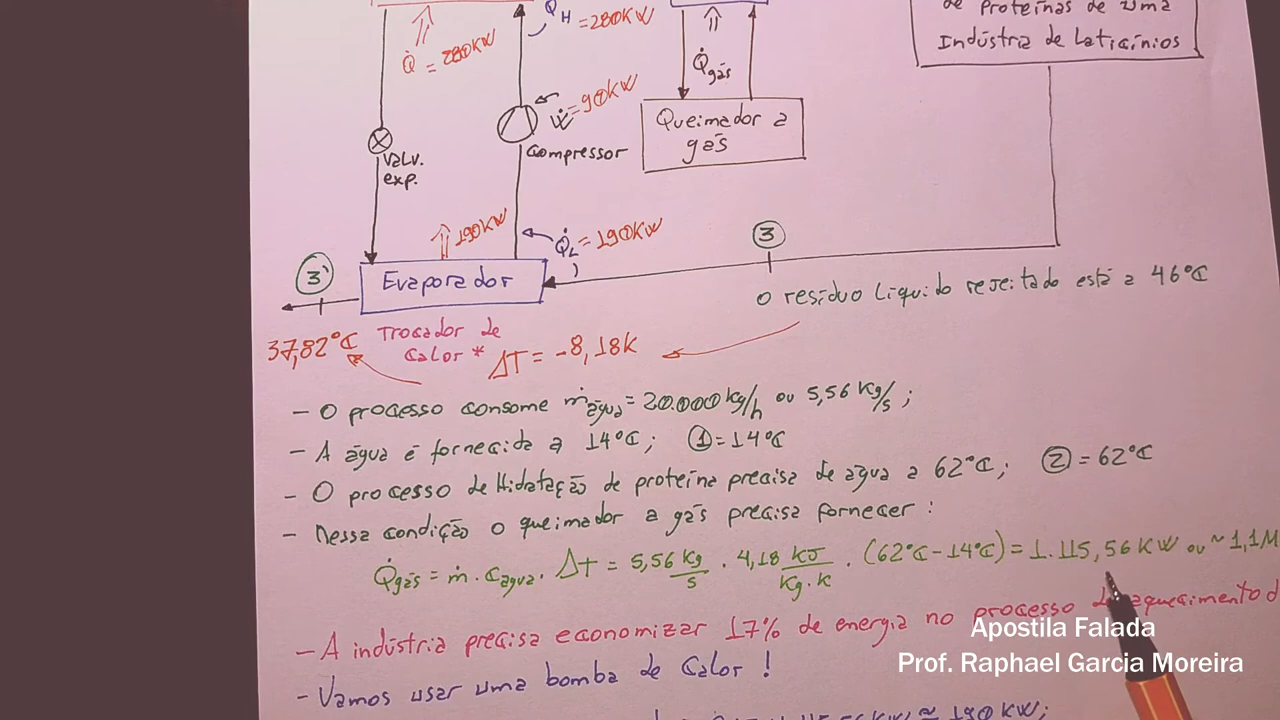 de Proteínas de uma
Indústria de Laticínios
Q̇ = 280KW
Q̇H = 280KW
Q̇gás
Ẇ = 90KW
Queimador a
gás
Compressor
Valv.
exp.
190KW
Q̇L = 190KW
3
3'
Evaporador
O resíduo líquido rejeitado está a 46°C
37,82°C
Trocador de
Calor *
ΔT = -8,18K
- O processo consome ṁágua = 20.000 kg/h ou 5,56 kg/s;
- A água é fornecida a 14°C; 1 = 14°C
- O processo de Hidatação de proteína precisa de água a 62°C; 2 = 62°C
- Nessa condição o queimador a gás precisa fornecer:
Q̇gás = ṁ . Cágua . Δt = 5,56 kg/s . 4,18 kJ/kg.K . (62°C - 14°C) = 1.115,56 KW ou ~ 1,1M
- A indústria precisa economizar 17% de energia no processo de aquecimento d
Apostila Falada
Prof. Raphael Garcia Moreira
- Vamos usar uma bomba de calor!
115,56KW ≅ 190KW;